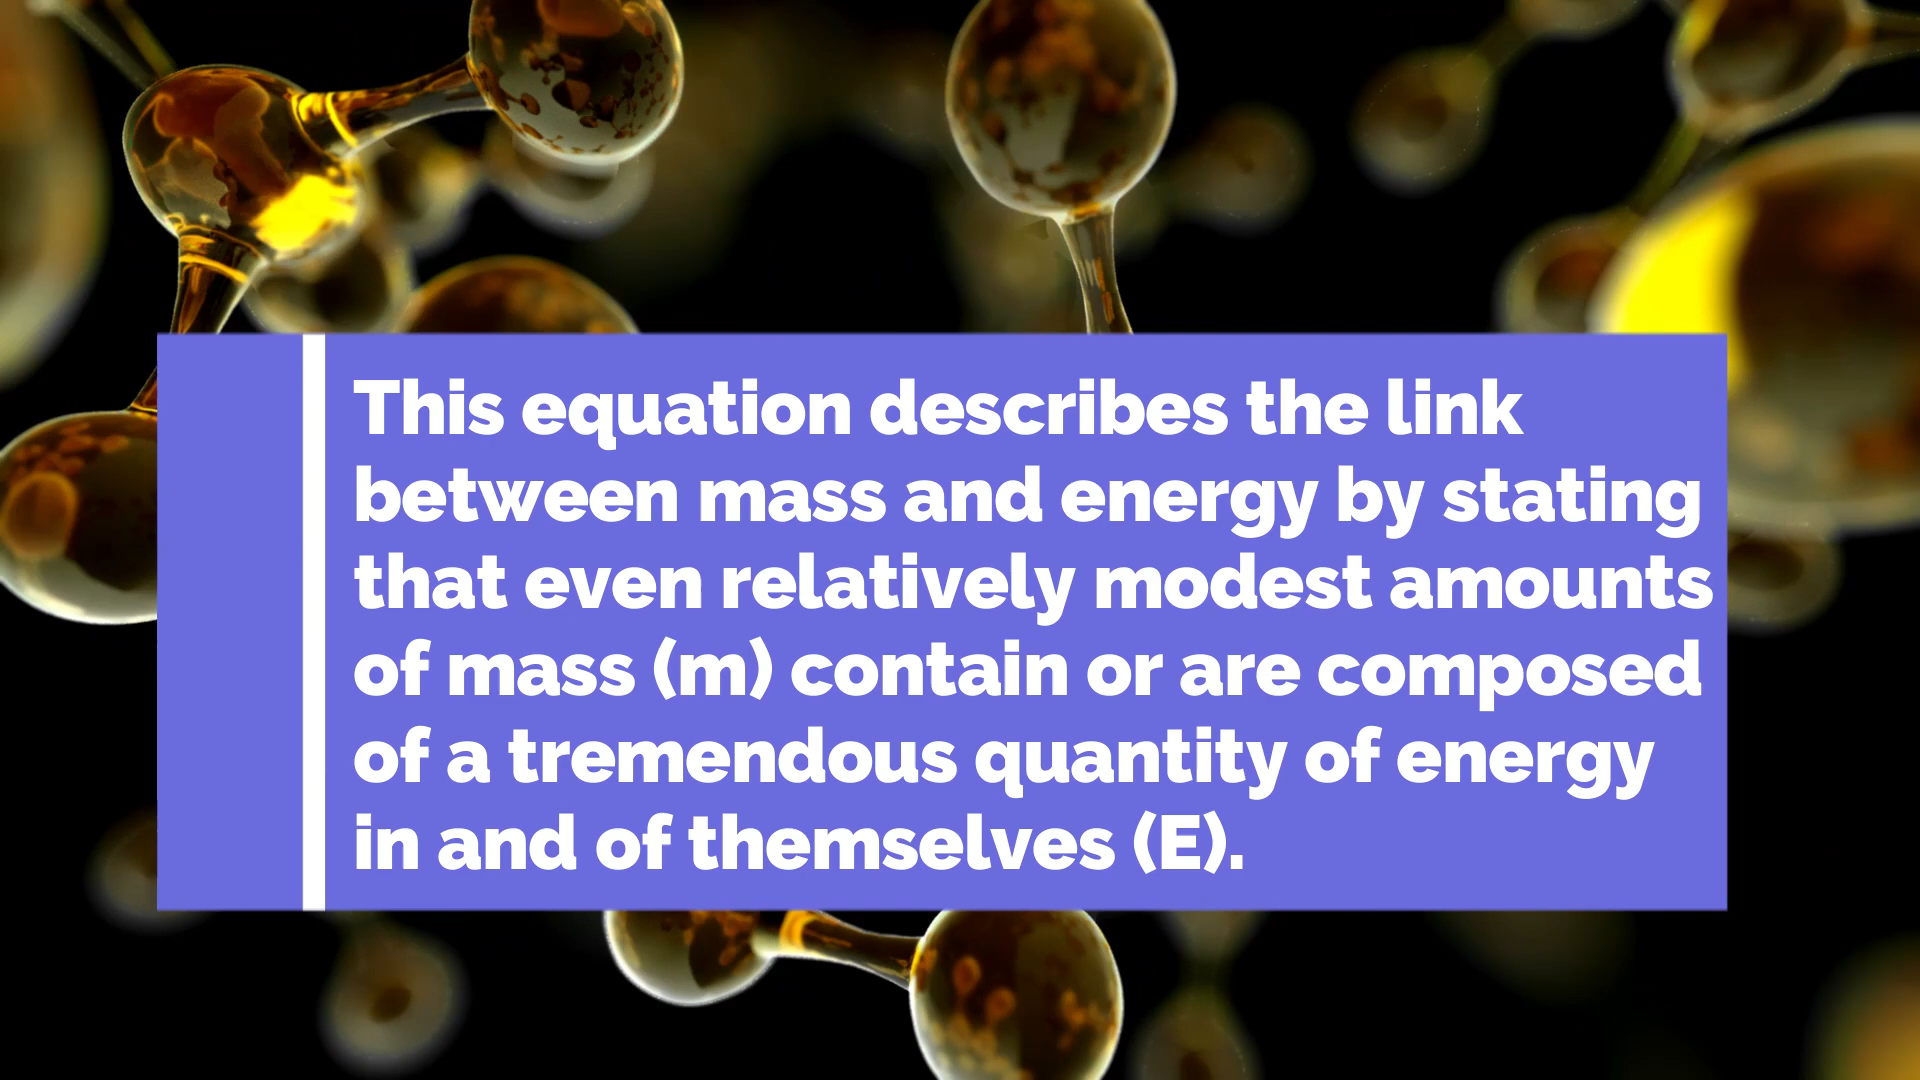 This equation describes the link
between mass and energy by stating
that even relatively modest amounts
of mass (m) contain or are composed
of a tremendous quantity of energy
in and of themselves (E).